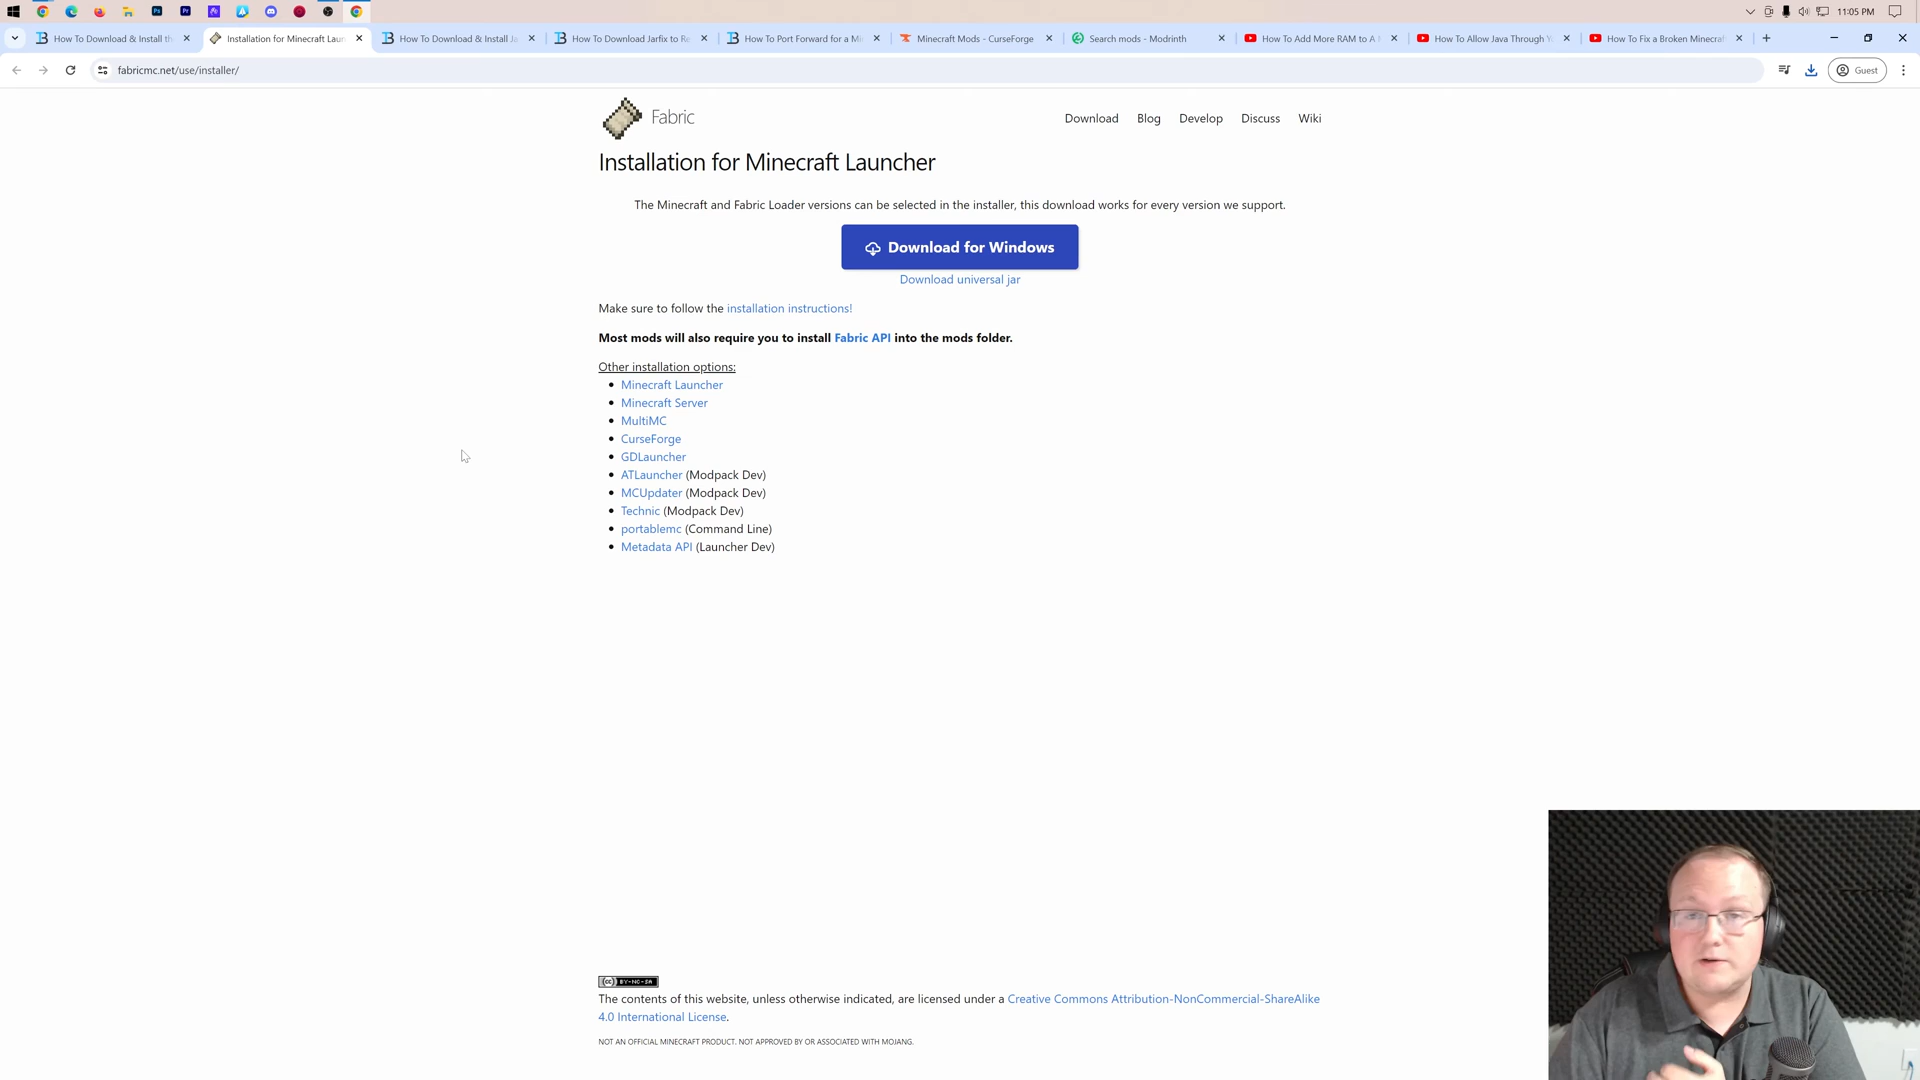 11:05 PM
How To Download & Install th
Installation for Minecraft Laun
How To Download & Install Ja
How To Download Jarfix to Re
How To Port Forward for a Mi
Minecraft Mods - CurseForge
Search mods - Modrinth
How To Add More RAM to A
How To Allow Java Through Y
How To Fix a Broken Minecraf
fabricmc.net/use/installer/
Guest
Fabric
Download Blog Develop Discuss Wiki
Installation for Minecraft Launcher
The Minecraft and Fabric Loader versions can be selected in the installer, this download works for every version we support.
Download for Windows
Download universal jar
Make sure to follow the installation instructions!
Most mods will also require you to install Fabric API into the mods folder.
Other installation options:
Minecraft Launcher
Minecraft Server
MultiMC
CurseForge
GDLauncher
ATLauncher (Modpack Dev)
MCUpdater (Modpack Dev)
Technic (Modpack Dev)
portablemc (Command Line)
Metadata API (Launcher Dev)
(cc) BY-NC-SA
The contents of this website, unless otherwise indicated, are licensed under a Creative Commons Attribution-NonCommercial-ShareAlike
4.0 International License.
NOT AN OFFICIAL MINECRAFT PRODUCT. NOT APPROVED BY OR ASSOCIATED WITH MOJANG.